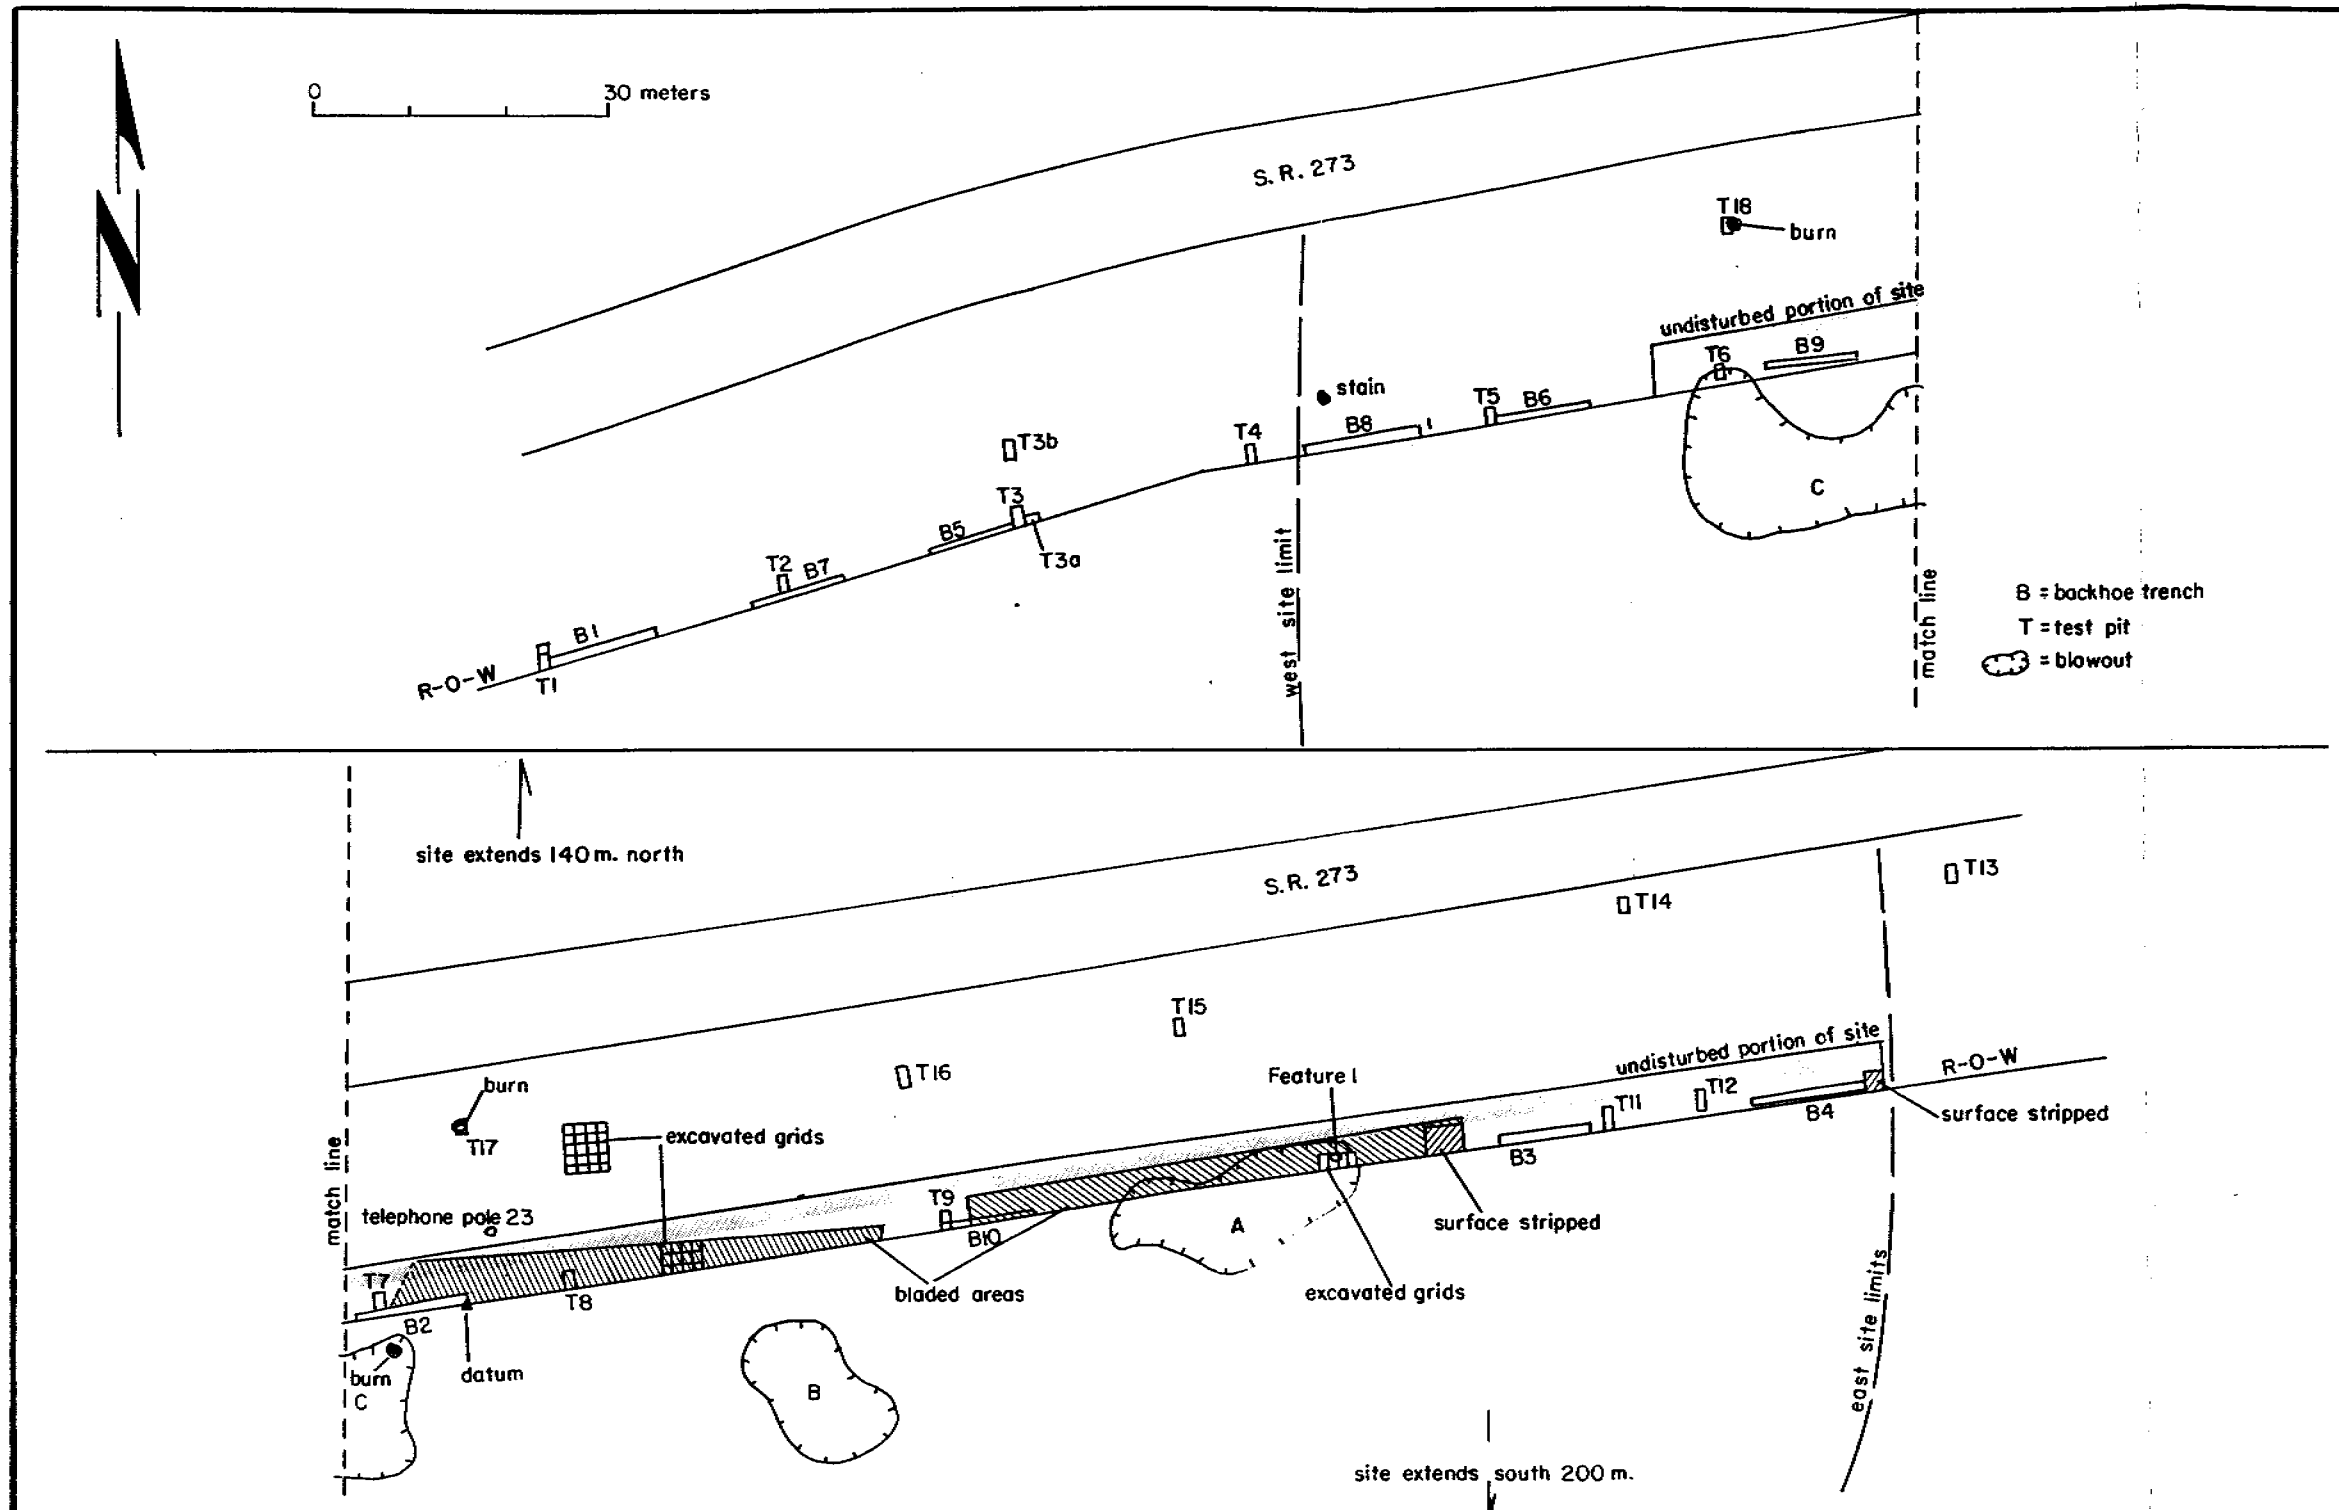 N
0 30 meters
S.R. 273
T18
burn
undisturbed portion of site
T6
B9
stain
T5
B6
B8
T4
T3b
T3
B5
T3a
C
T2
B7
B1
R-O-W
T1
west site limit
match line
B = backhoe trench
T = test pit
= blowout
site extends 140 m. north
S.R. 273
T13
T14
T15
T16
undisturbed portion of site
R-O-W
Feature 1
burn
T17
excavated grids
T12
T11
B4
surface stripped
B3
match line
telephone pole 23
T9
B10
A
surface stripped
T7
T8
bladed areas
excavated grids
B2
burn
C
datum
B
east site limits
site extends south 200 m.